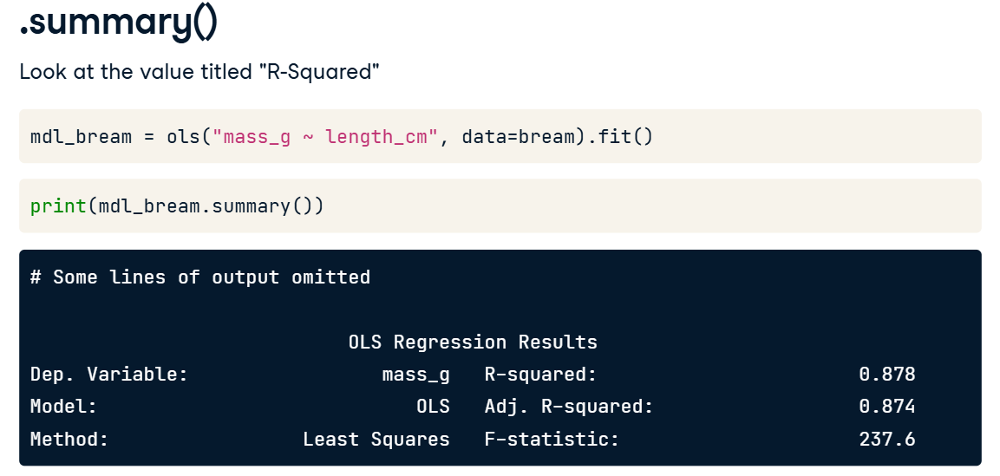 .summary()
Look at the value titled "R-Squared"
mdl_bream = ols("mass_g ~ length_cm", data=bream).fit()
print(mdl_bream.summary())
# Some lines of output omitted
OLS Regression Results
Dep. Variable: mass_g R-squared: 0.878
Model: OLS Adj. R-squared: 0.874
Method: Least Squares F-statistic: 237.6